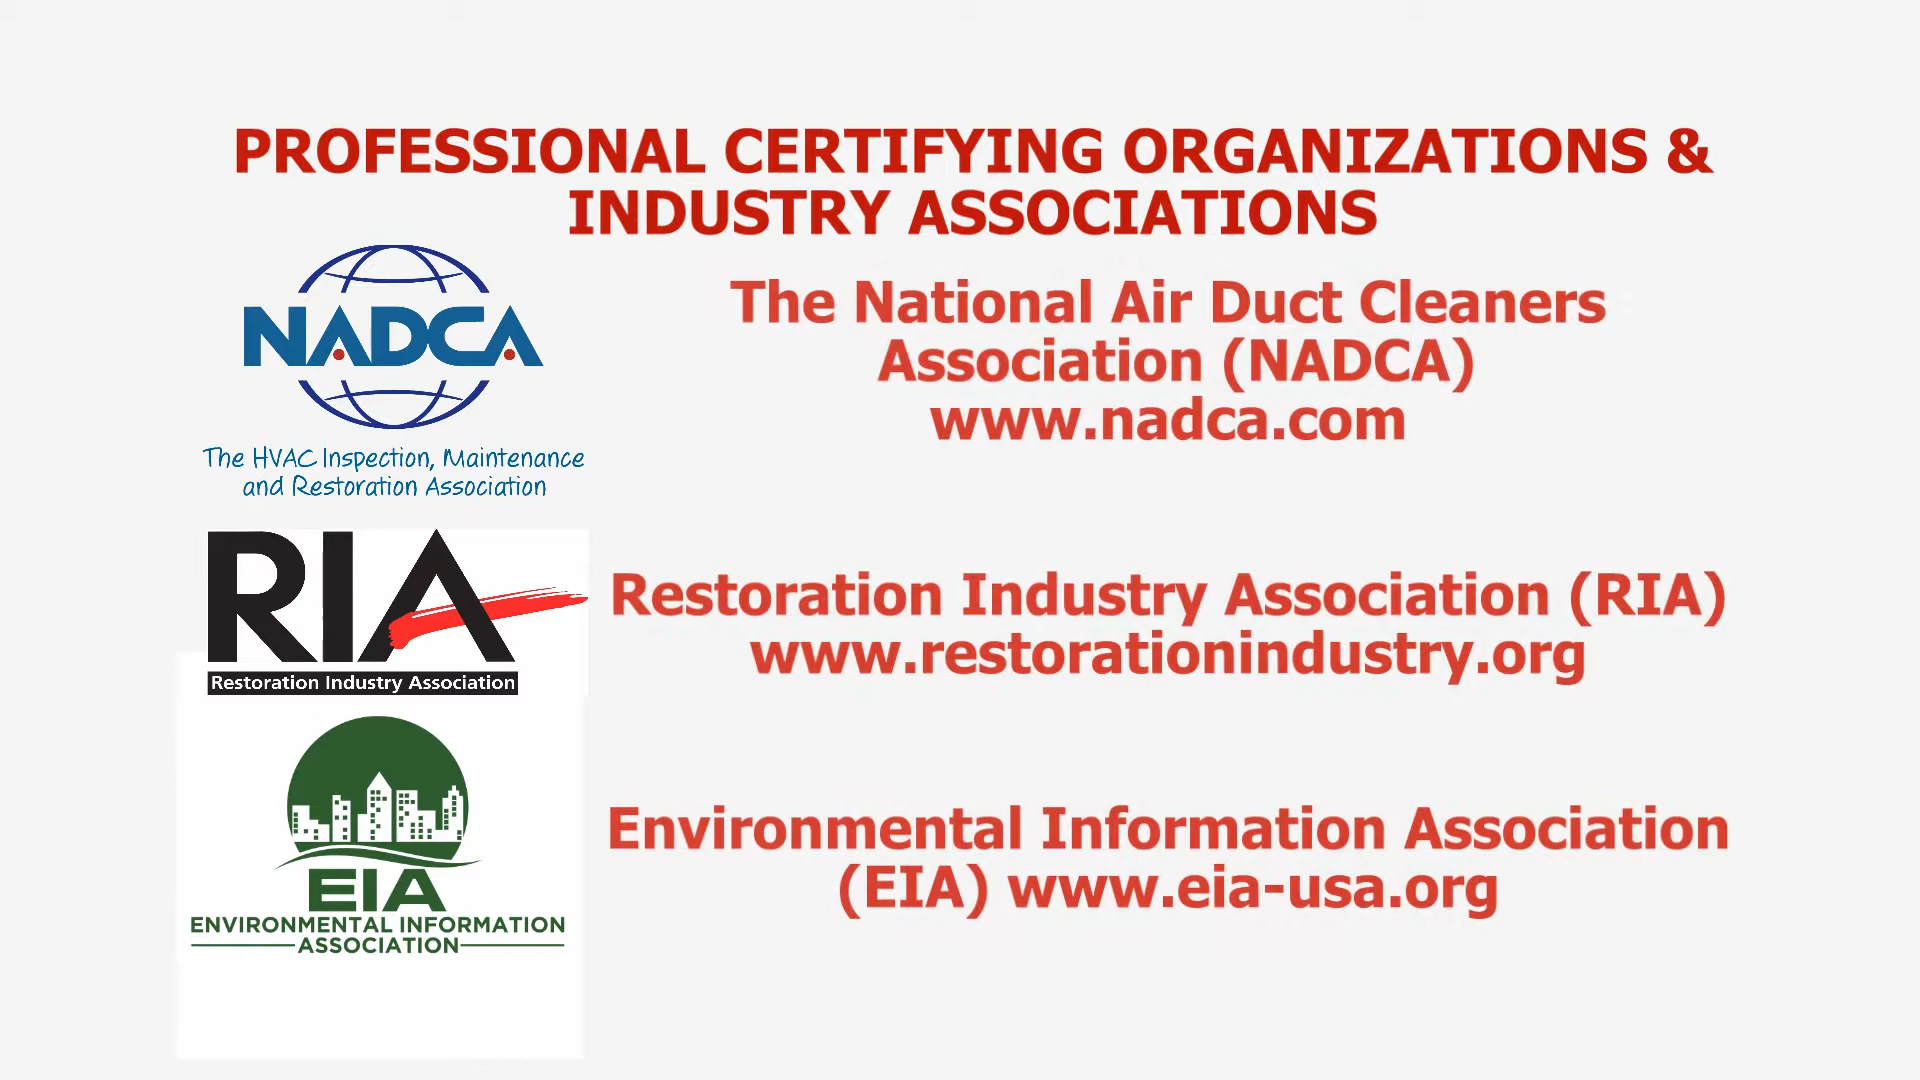 PROFESSIONAL CERTIFYING ORGANIZATIONS &
INDUSTRY ASSOCIATIONS
NADCA
The HVAC Inspection, Maintenance
and Restoration Association
The National Air Duct Cleaners
Association (NADCA)
www.nadca.com
RIA
Restoration Industry Association
Restoration Industry Association (RIA)
www.restorationindustry.org
EIA
ENVIRONMENTAL INFORMATION
ASSOCIATION
Environmental Information Association
(EIA) www.eia-usa.org